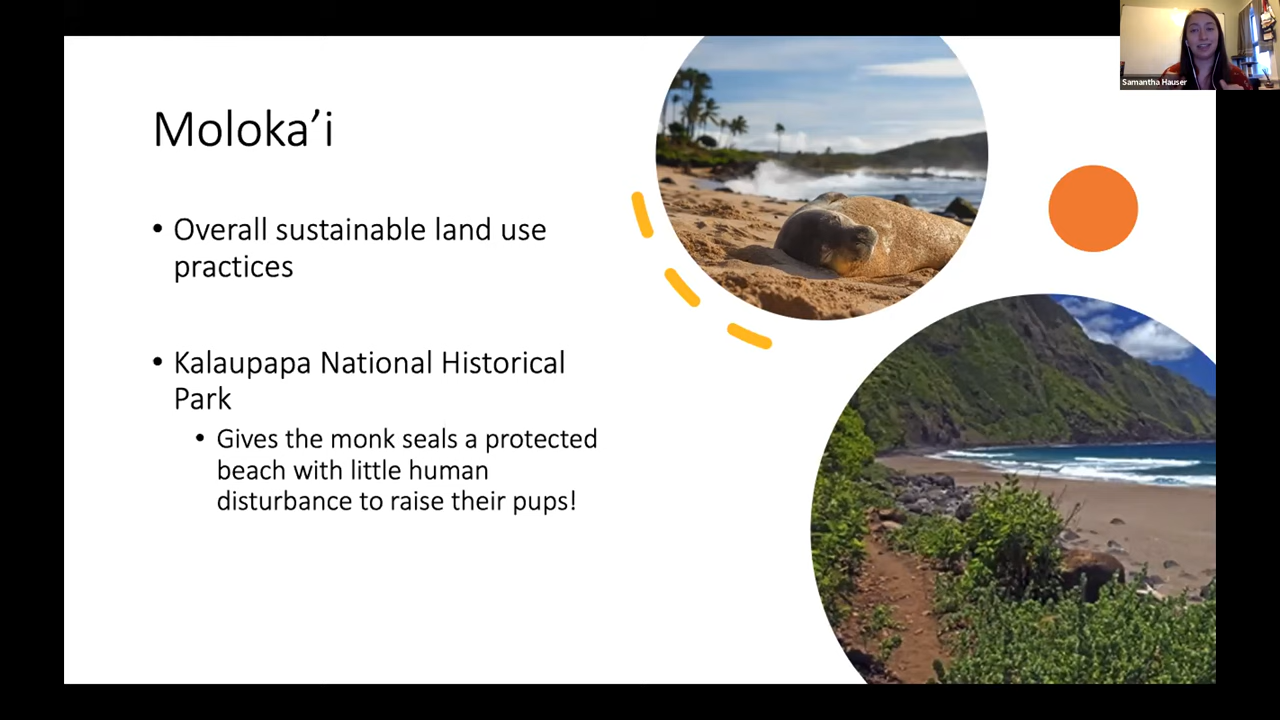 Samantha Hauser
Moloka’i
• Overall sustainable land use
practices
• Kalaupapa National Historical
Park
• Gives the monk seals a protected
beach with little human
disturbance to raise their pups!